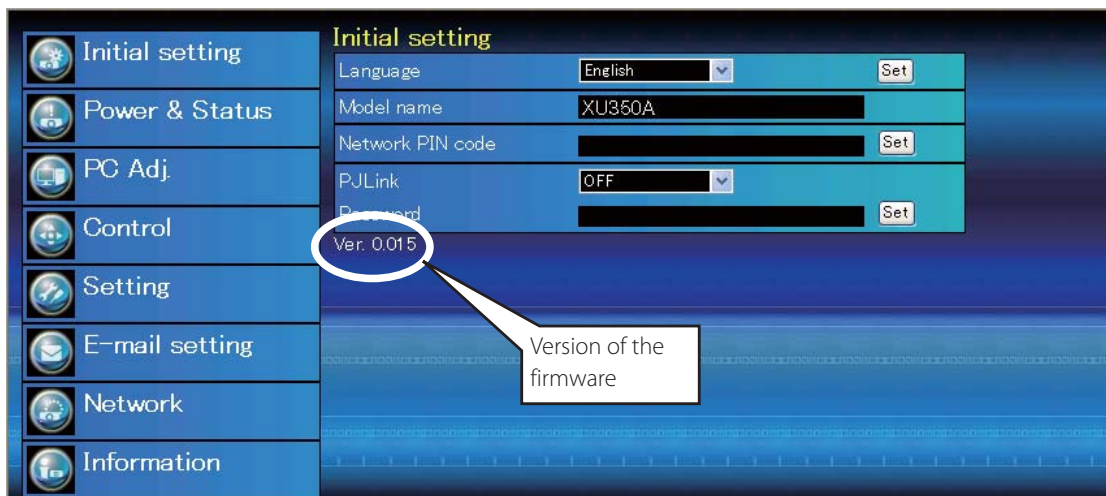 Initial setting
Power & Status
PC Adj.
Control
Setting
E-mail setting
Network
Information
Initial setting
Language English Set
Model name XU350A
Network PIN code Set
PJLink OFF
Password Set
Ver. 0.015
Version of the
firmware